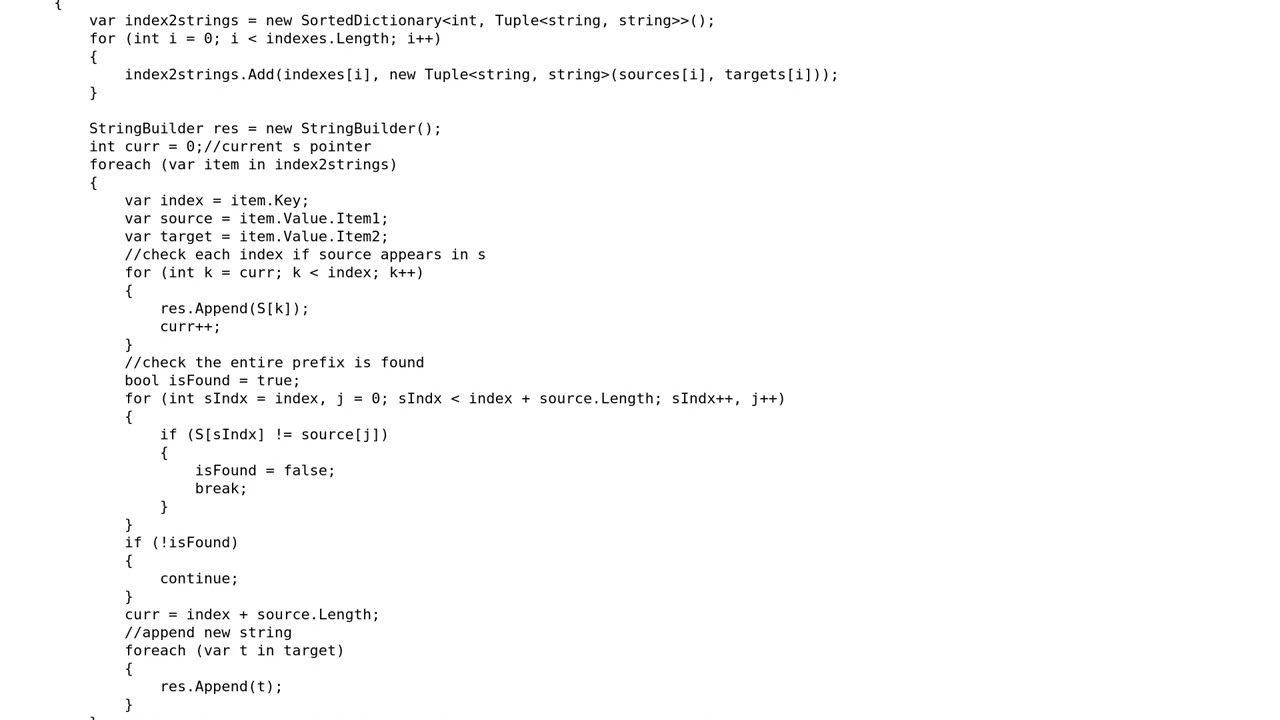 {
var index2strings = new SortedDictionary<int, Tuple<string, string>>();
for (int i = 0; i < indexes.Length; i++)
{
index2strings.Add(indexes[i], new Tuple<string, string>(sources[i], targets[i]));
}
StringBuilder res = new StringBuilder();
int curr = 0;//current s pointer
foreach (var item in index2strings)
{
var index = item.Key;
var source = item.Value.Item1;
var target = item.Value.Item2;
//check each index if source appears in s
for (int k = curr; k < index; k++)
{
res.Append(S[k]);
curr++;
}
//check the entire prefix is found
bool isFound = true;
for (int sIndx = index, j = 0; sIndx < index + source.Length; sIndx++, j++)
{
if (S[sIndx] != source[j])
{
isFound = false;
break;
}
}
if (!isFound)
{
continue;
}
curr = index + source.Length;
//append new string
foreach (var t in target)
{
res.Append(t);
}
}